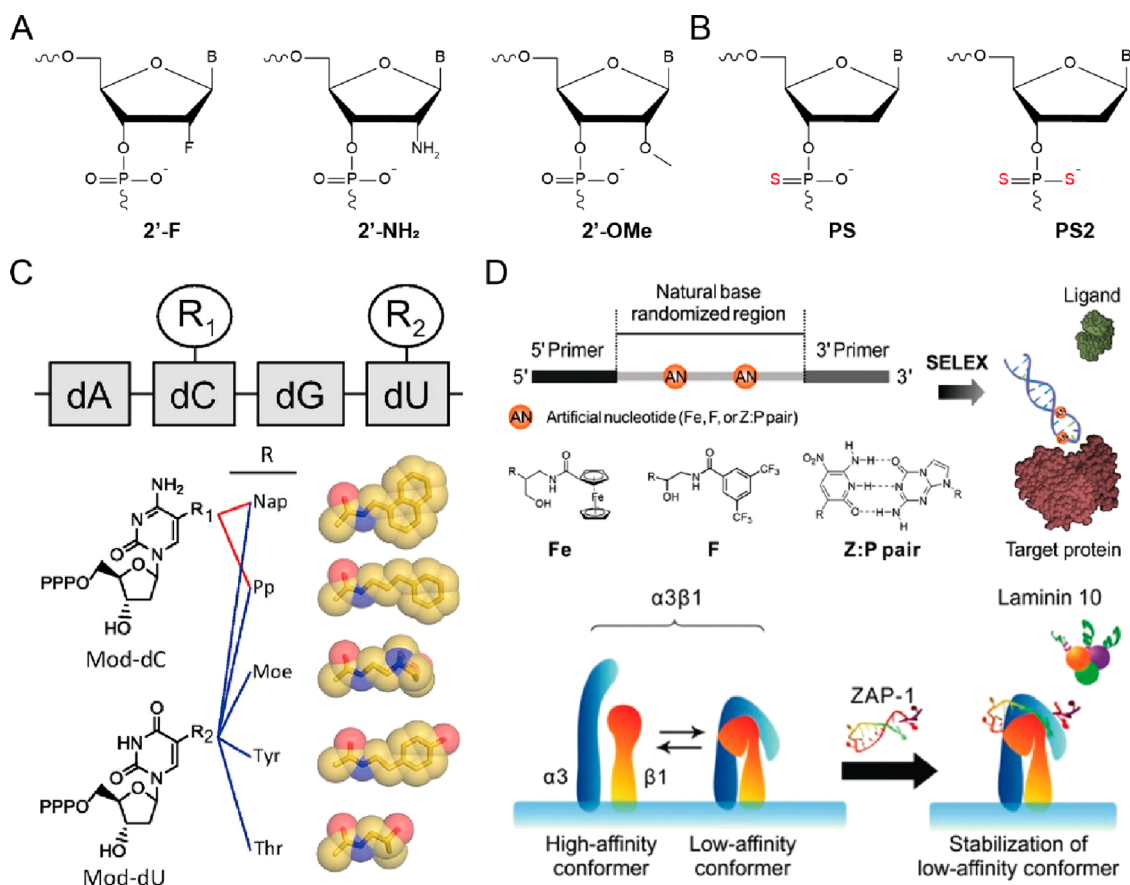 A
O
O
B
O
F
O=P–O⁻
2'-F
O
O
B
O
NH₂
O=P–O⁻
2'-NH₂
O
O
B
O
O
O=P–O⁻
2'-OMe
B
O
O
B
O
S=P–O⁻
PS
O
O
B
O
S=P–S⁻
PS2
C
R₁
R₂
dA
dC
dG
dU
R
NH₂
N
R₁
O
N
PPPO
O
HO
Mod-dC
O
HN
R₂
O
N
PPPO
O
HO
Mod-dU
Nap
Pp
Moe
Tyr
Thr
D
Natural base
randomized region
5' Primer
3' Primer
5'
AN
AN
3'
AN Artificial nucleotide (Fe, F, or Z:P pair)
SELEX
Ligand
Target protein
R
OH
N
H
O
Fe
Fe
R
OH
N
H
O
CF₃
CF₃
F
O₂N
H
N
H
O
N
N
N
H
N
N
R
R
O
H
N
H
Z:P pair
α3β1
α3
β1
High-affinity
conformer
Low-affinity
conformer
ZAP-1
Laminin 10
Stabilization of
low-affinity conformer